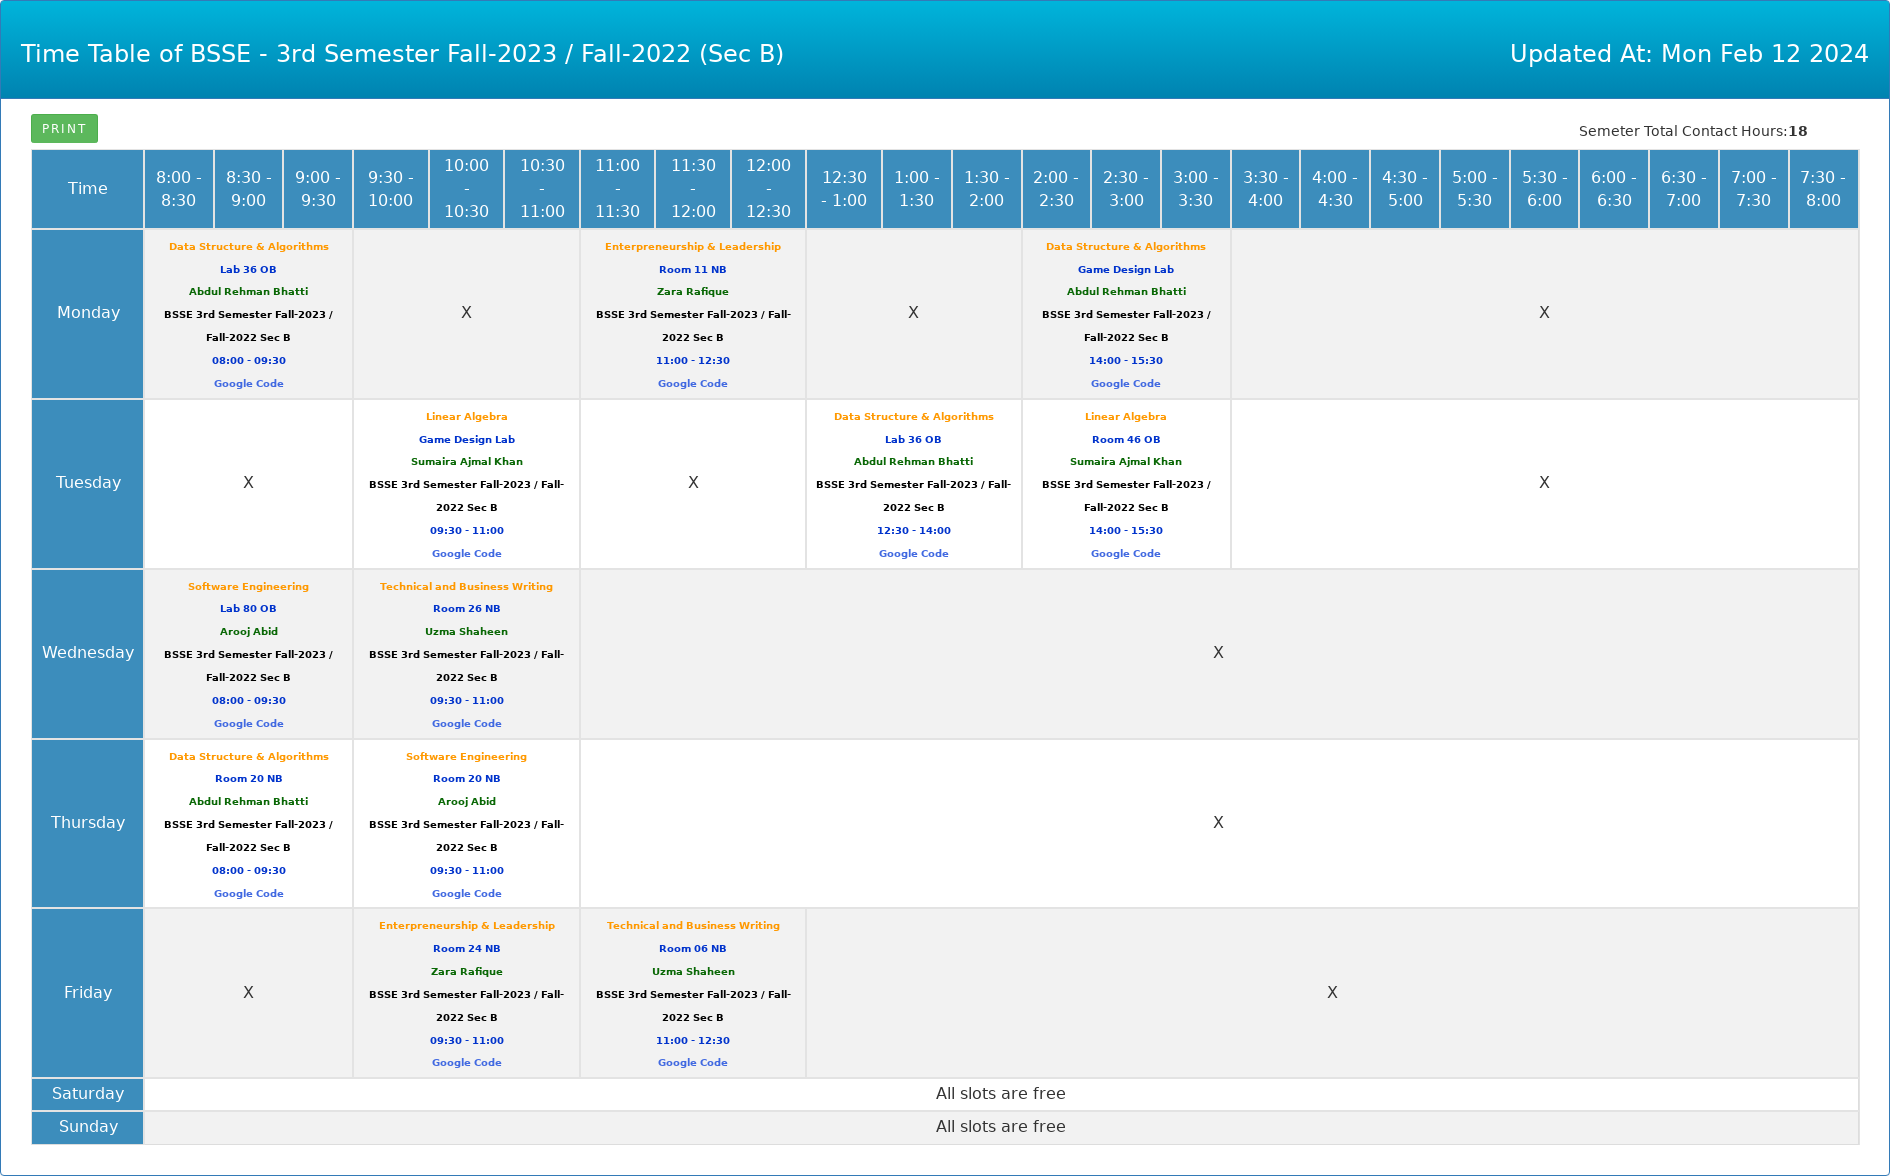 Time Table of BSSE - 3rd Semester Fall-2023 / Fall-2022 (Sec B)
Updated At: Mon Feb 12 2024
PRINT
Semeter Total Contact Hours:18
Time
8:00 -
8:30
8:30 -
9:00
9:00 -
9:30
9:30 -
10:00
10:00
-
10:30
10:30
-
11:00
11:00
-
11:30
11:30
-
12:00
12:00
-
12:30
12:30
- 1:00
1:00 -
1:30
1:30 -
2:00
2:00 -
2:30
2:30 -
3:00
3:00 -
3:30
3:30 -
4:00
4:00 -
4:30
4:30 -
5:00
5:00 -
5:30
5:30 -
6:00
6:00 -
6:30
6:30 -
7:00
7:00 -
7:30
7:30 -
8:00
Monday
Data Structure & Algorithms
Lab 36 OB
Abdul Rehman Bhatti
BSSE 3rd Semester Fall-2023 /
Fall-2022 Sec B
08:00 - 09:30
Google Code
X
Enterpreneurship & Leadership
Room 11 NB
Zara Rafique
BSSE 3rd Semester Fall-2023 / Fall-
2022 Sec B
11:00 - 12:30
Google Code
X
Data Structure & Algorithms
Game Design Lab
Abdul Rehman Bhatti
BSSE 3rd Semester Fall-2023 /
Fall-2022 Sec B
14:00 - 15:30
Google Code
X
Tuesday
X
Linear Algebra
Game Design Lab
Sumaira Ajmal Khan
BSSE 3rd Semester Fall-2023 / Fall-
2022 Sec B
09:30 - 11:00
Google Code
X
Data Structure & Algorithms
Lab 36 OB
Abdul Rehman Bhatti
BSSE 3rd Semester Fall-2023 / Fall-
2022 Sec B
12:30 - 14:00
Google Code
Linear Algebra
Room 46 OB
Sumaira Ajmal Khan
BSSE 3rd Semester Fall-2023 /
Fall-2022 Sec B
14:00 - 15:30
Google Code
X
Wednesday
Software Engineering
Lab 80 OB
Arooj Abid
BSSE 3rd Semester Fall-2023 /
Fall-2022 Sec B
08:00 - 09:30
Google Code
Technical and Business Writing
Room 26 NB
Uzma Shaheen
BSSE 3rd Semester Fall-2023 / Fall-
2022 Sec B
09:30 - 11:00
Google Code
X
Thursday
Data Structure & Algorithms
Room 20 NB
Abdul Rehman Bhatti
BSSE 3rd Semester Fall-2023 /
Fall-2022 Sec B
08:00 - 09:30
Google Code
Software Engineering
Room 20 NB
Arooj Abid
BSSE 3rd Semester Fall-2023 / Fall-
2022 Sec B
09:30 - 11:00
Google Code
X
Friday
X
Enterpreneurship & Leadership
Room 24 NB
Zara Rafique
BSSE 3rd Semester Fall-2023 / Fall-
2022 Sec B
09:30 - 11:00
Google Code
Technical and Business Writing
Room 06 NB
Uzma Shaheen
BSSE 3rd Semester Fall-2023 / Fall-
2022 Sec B
11:00 - 12:30
Google Code
X
Saturday
All slots are free
Sunday
All slots are free